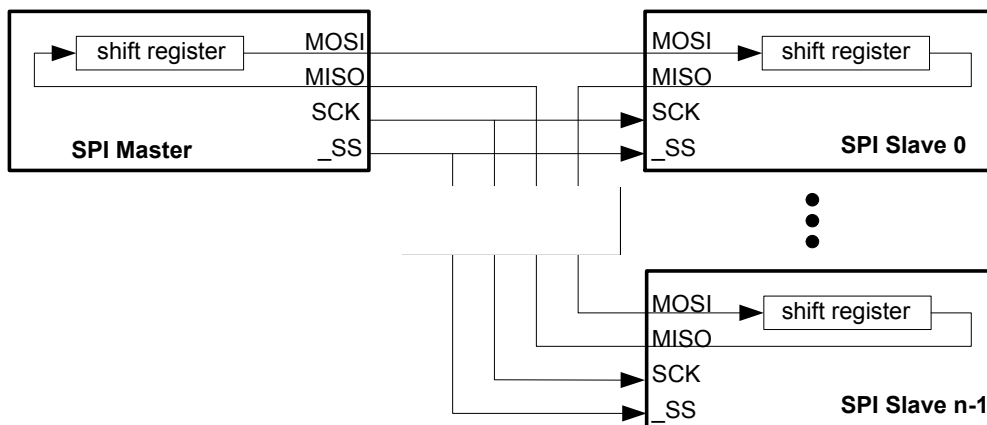 MOSI
shift register
MISO
SCK
SPI Master
_SS
MOSI
shift register
MISO
SCK
SPI Slave 0
_SS
MOSI
shift register
MISO
SCK
SPI Slave n-1
_SS